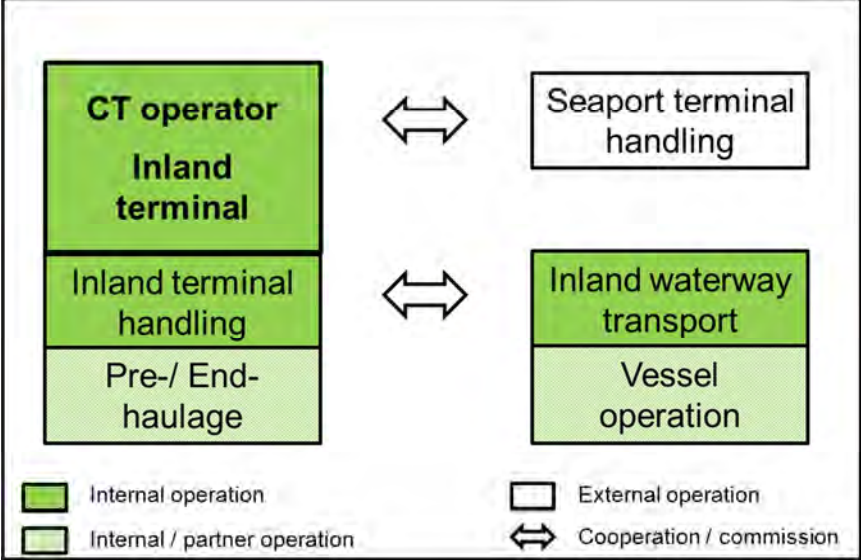 CT operator
Inland
terminal
Seaport terminal
handling
Inland terminal
handling
Inland waterway
transport
Pre-/ End-
haulage
Vessel
operation
Internal operation
External operation
Internal / partner operation
Cooperation / commission